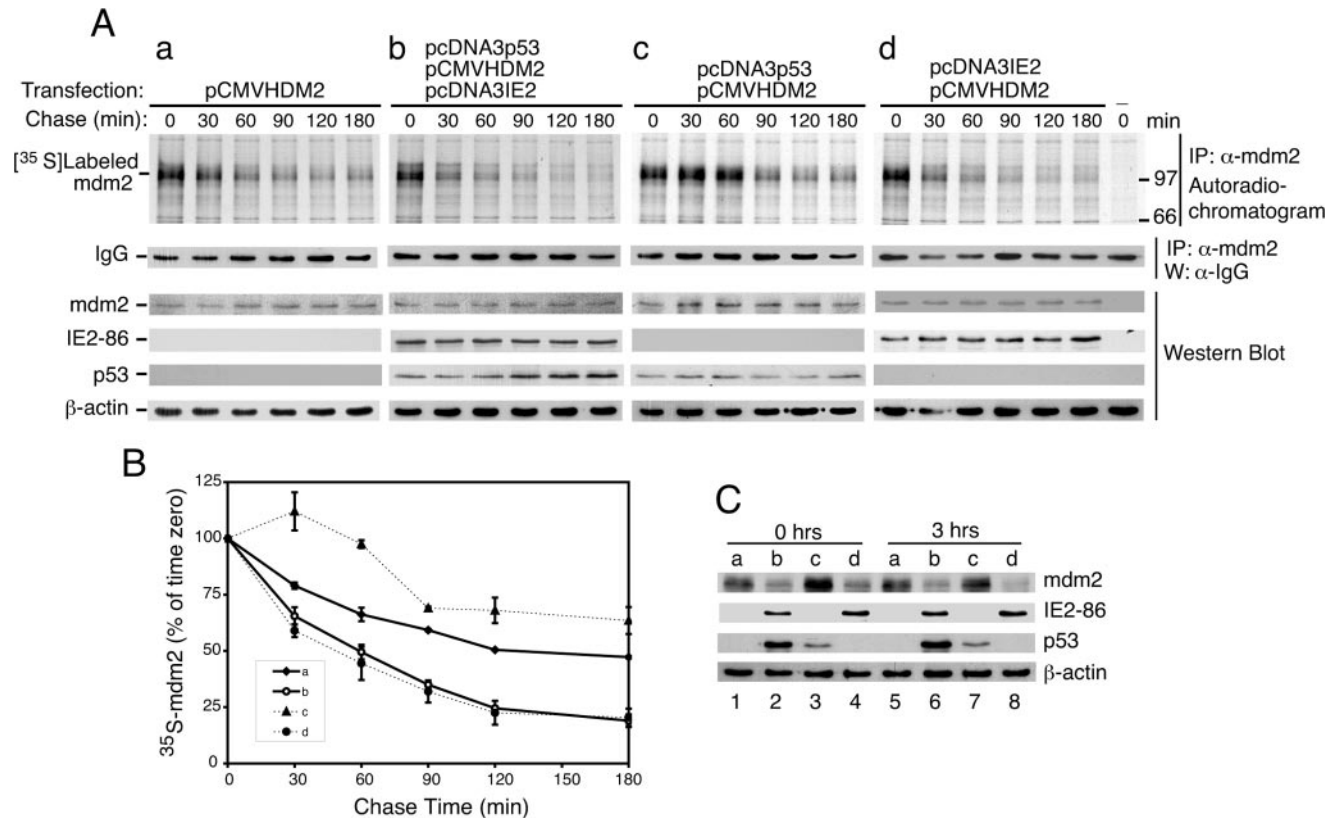 A
a
pCMVHDM2
b
pcDNA3p53
pCMVHDM2
pcDNA3IE2
c
pcDNA3p53
pCMVHDM2
d
pcDNA3IE2
pCMVHDM2
Transfection:
Chase (min): 0 30 60 90 120 180 0 30 60 90 120 180 0 30 60 90 120 180 0 30 60 90 120 180 0 min
–
[³⁵ S]Labeled
mdm2
97
66
IP: α-mdm2
Autoradio-
chromatogram
IgG
IP: α-mdm2
W: α-IgG
mdm2
IE2-86
p53
β-actin
Western Blot
B
³⁵S-mdm2 (% of time zero)
125
100
75
50
25
0
a
b
c
d
0 30 60 90 120 150 180
Chase Time (min)
C
0 hrs 3 hrs
a b c d a b c d
mdm2
IE2-86
p53
β-actin
1 2 3 4 5 6 7 8